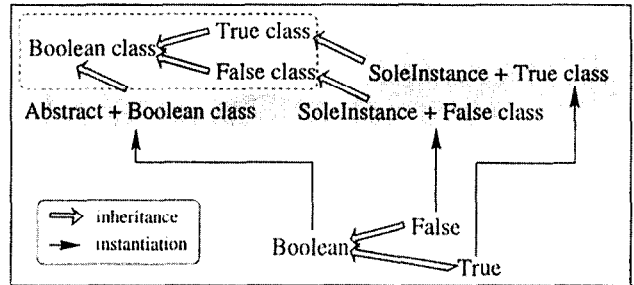 True class
Boolean class
False class
SoleInstance + True class
Abstract + Boolean class
SoleInstance + False class
inheritance
instantiation
False
Boolean
True